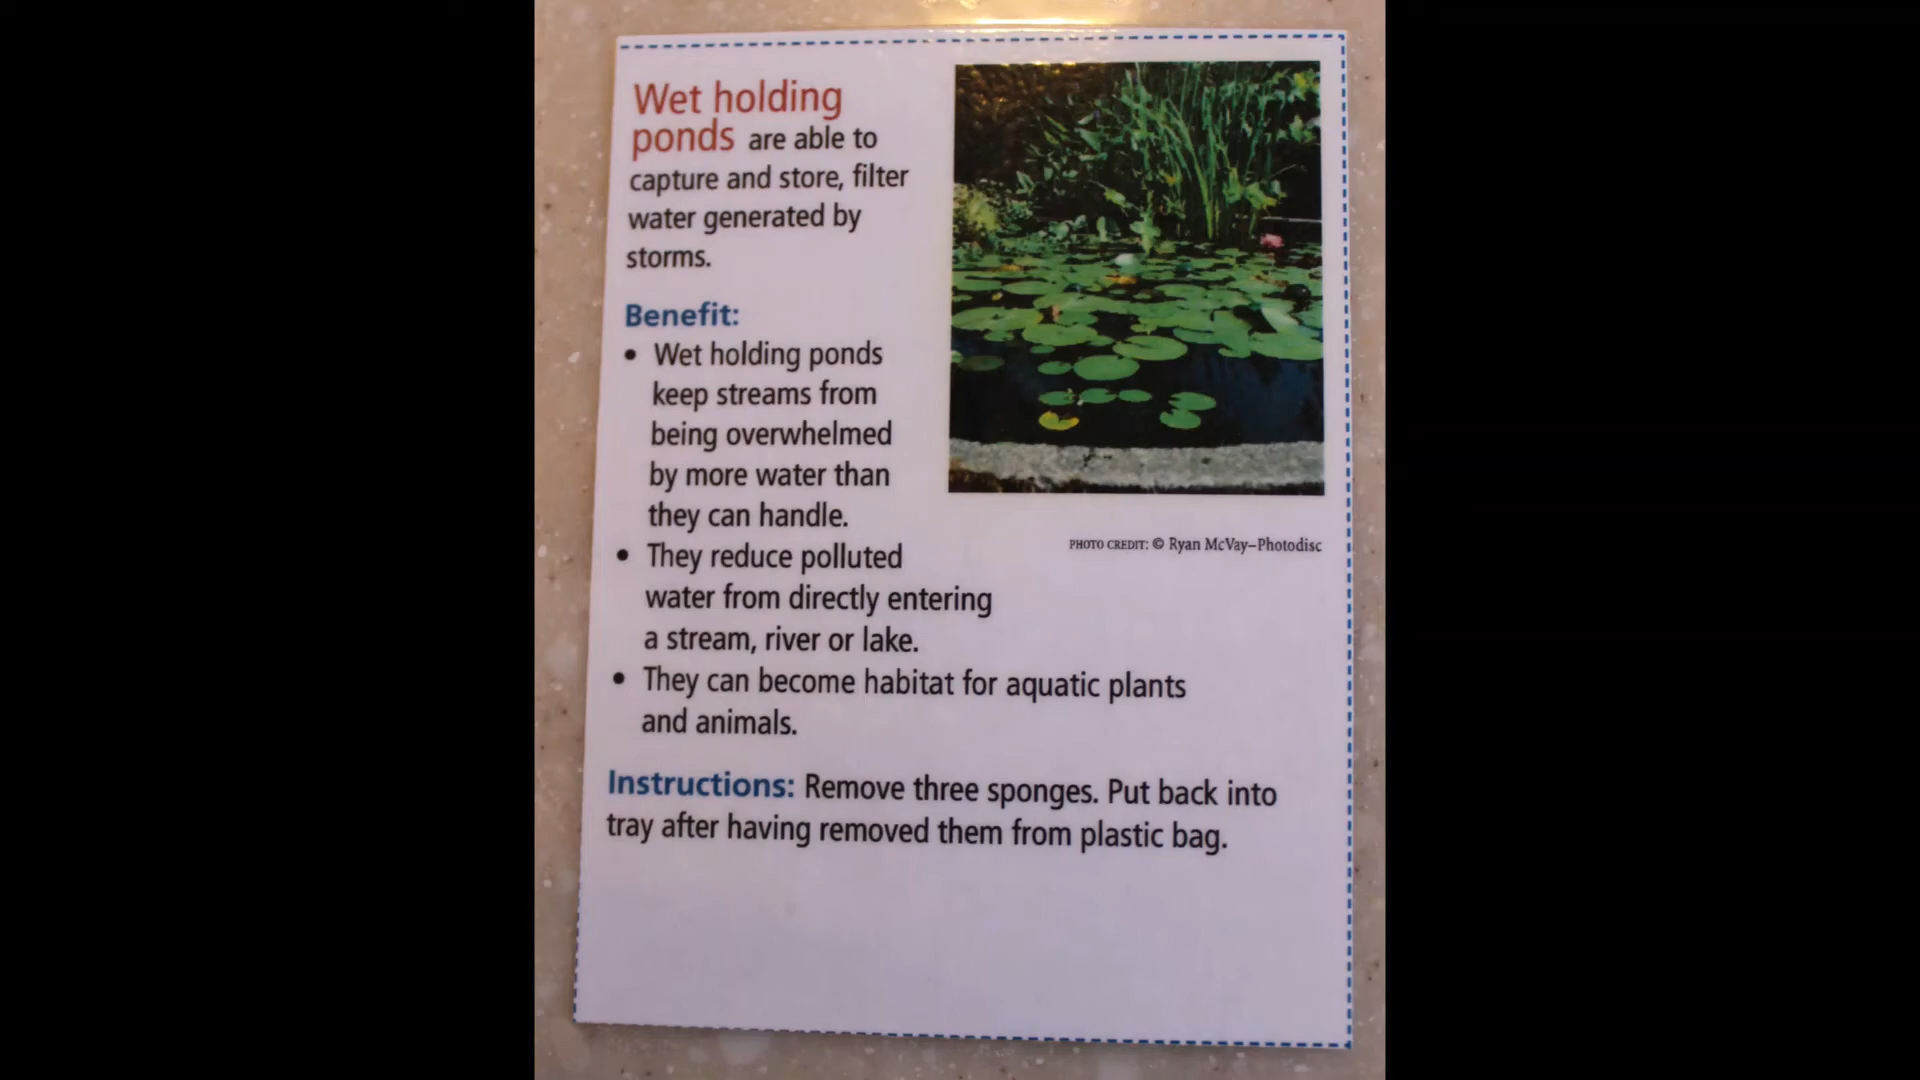 Wet holding
ponds are able to
capture and store, filter
water generated by
storms.
Benefit:
• Wet holding ponds
keep streams from
being overwhelmed
by more water than
they can handle.
• They reduce polluted
water from directly entering
a stream, river or lake.
• They can become habitat for aquatic plants
and animals.
PHOTO CREDIT: © Ryan McVay–Photodisc
Instructions: Remove three sponges. Put back into
tray after having removed them from plastic bag.